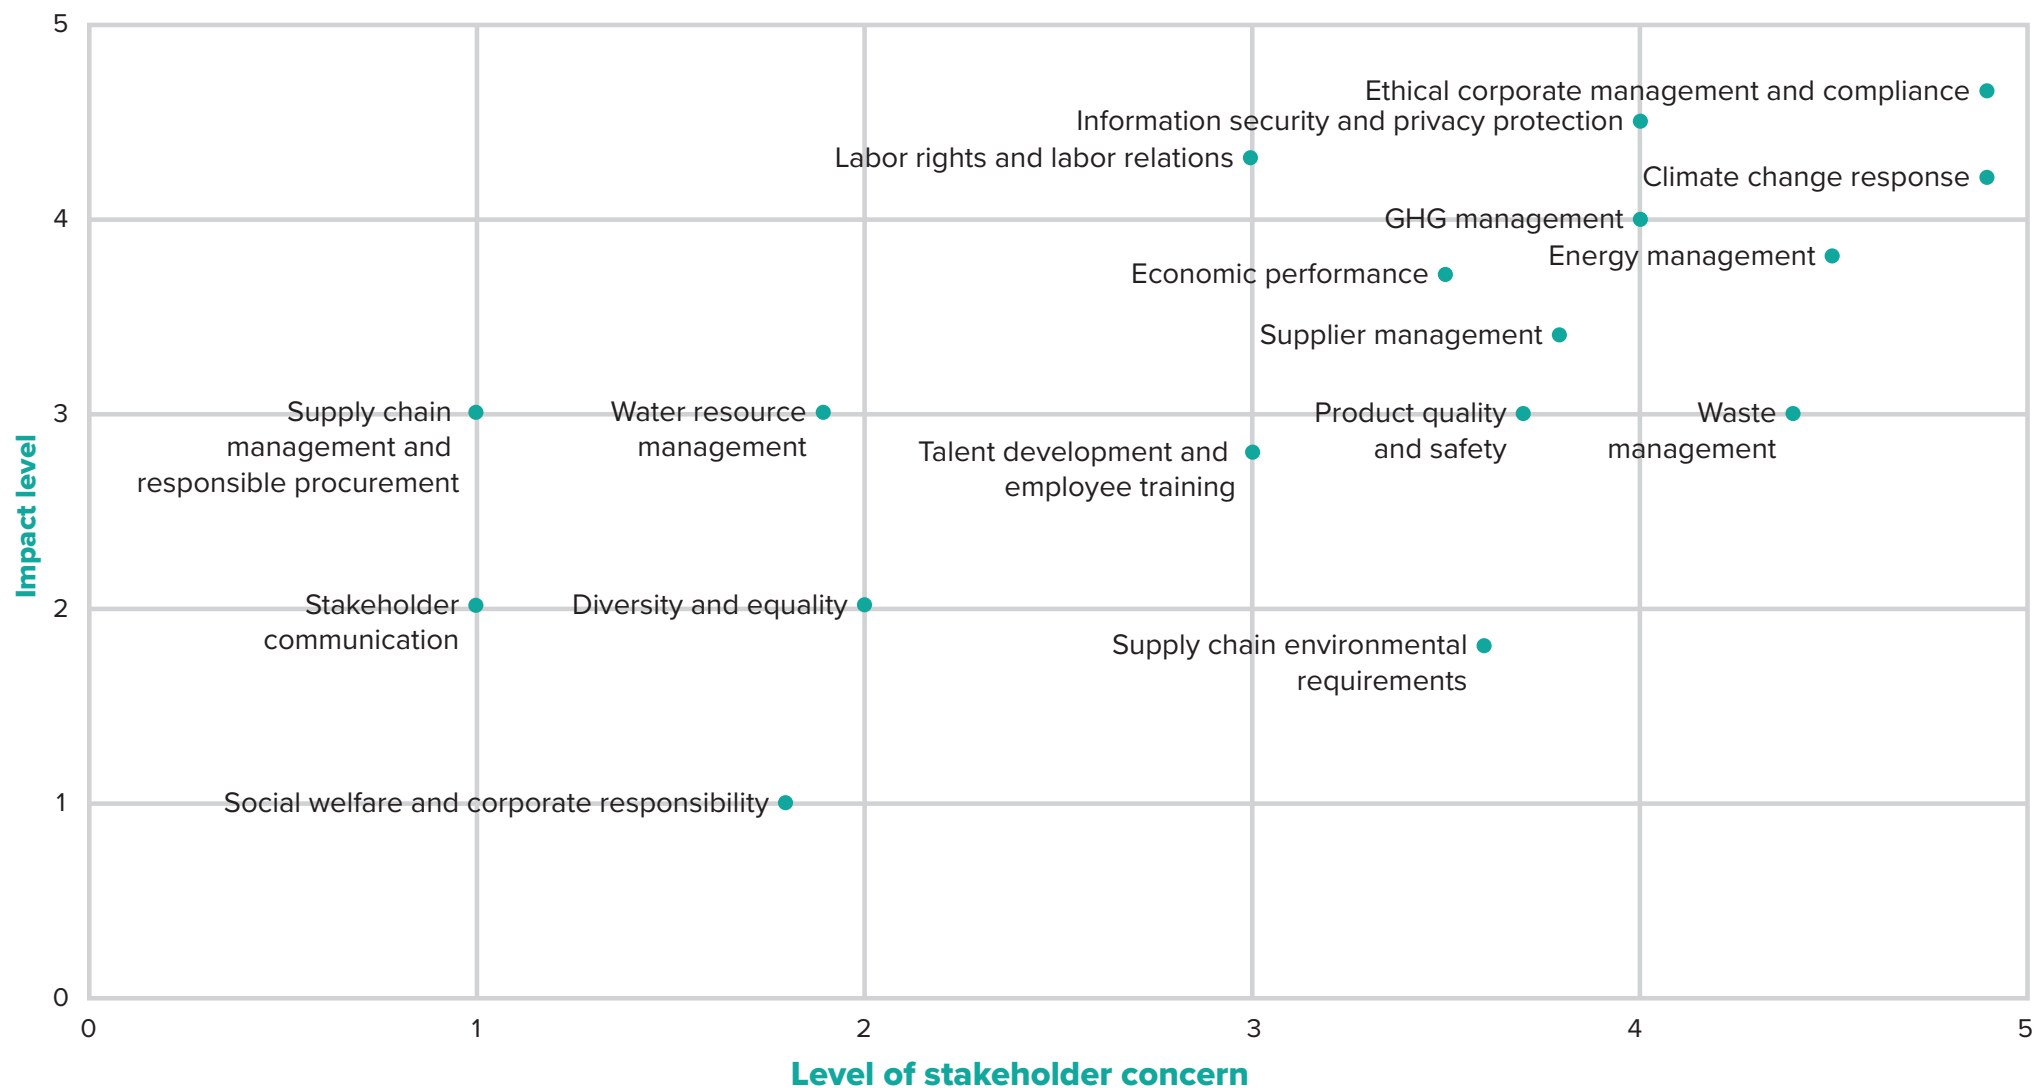 5
Ethical corporate management and compliance
Information security and privacy protection
Labor rights and labor relations
Climate change response
4
GHG management
Energy management
Economic performance
Supplier management
3
Supply chain
management and
responsible procurement
Water resource
management
Talent development and
employee training
Product quality
and safety
Waste
management
Impact level
2
Stakeholder
communication
Diversity and equality
Supply chain environmental
requirements
1
Social welfare and corporate responsibility
0
0 1 2 3 4 5
Level of stakeholder concern